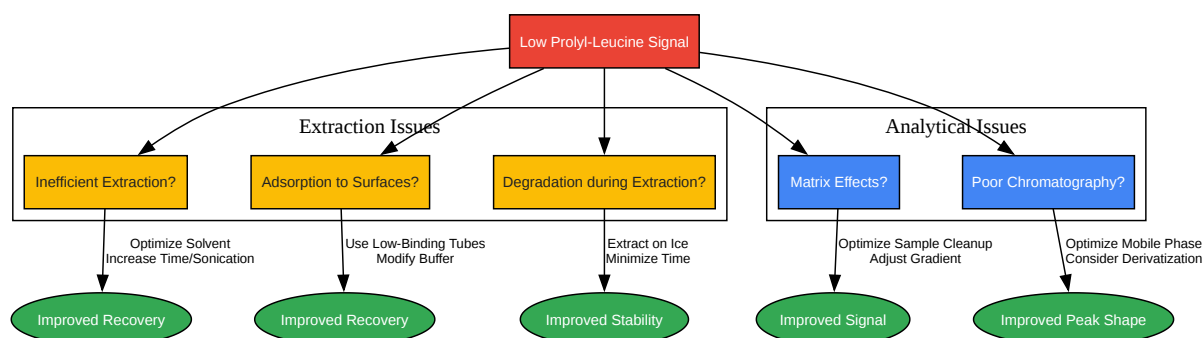 Low Prolyl-Leucine Signal
Extraction Issues
Analytical Issues
Inefficient Extraction?
Adsorption to Surfaces?
Degradation during Extraction?
Matrix Effects?
Poor Chromatography?
Optimize Solvent
Increase Time/Sonication
Use Low-Binding Tubes
Modify Buffer
Extract on Ice
Minimize Time
Optimize Sample Cleanup
Adjust Gradient
Optimize Mobile Phase
Consider Derivatization
Improved Recovery
Improved Recovery
Improved Stability
Improved Signal
Improved Peak Shape